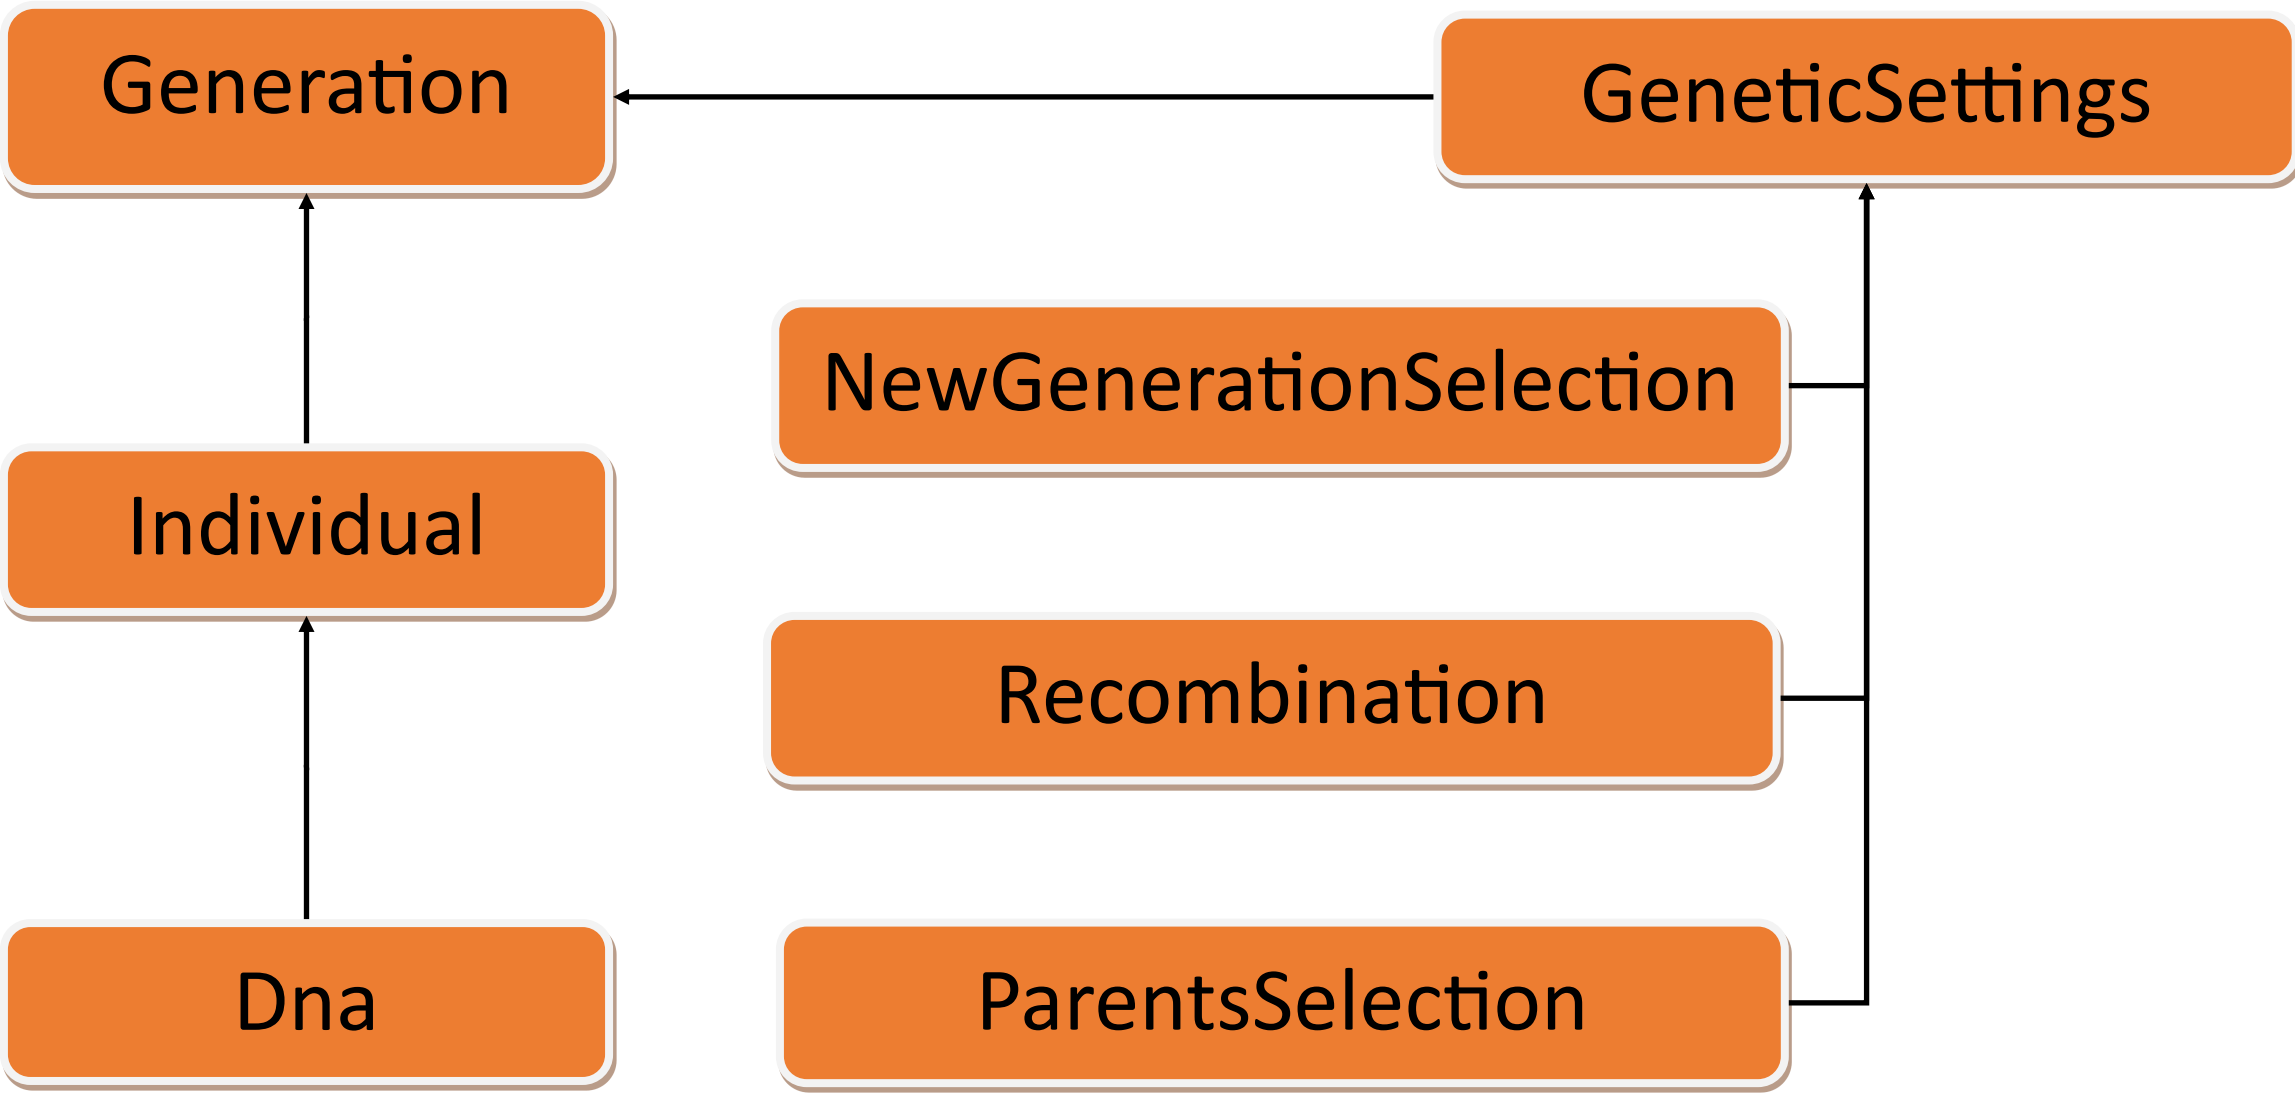 Generation
GeneticSettings
NewGenerationSelection
Individual
Recombination
Dna
ParentsSelection